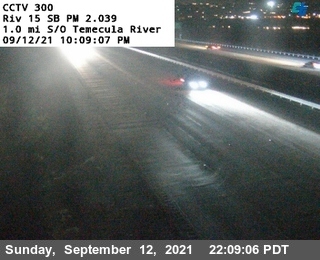 CCTV 300
Riv 15 SB PM 2.039
1.0 mi S/O Temecula River
09/12/21 10:09:07 PM
Sunday, September 12, 2021 22:09:06 PDT